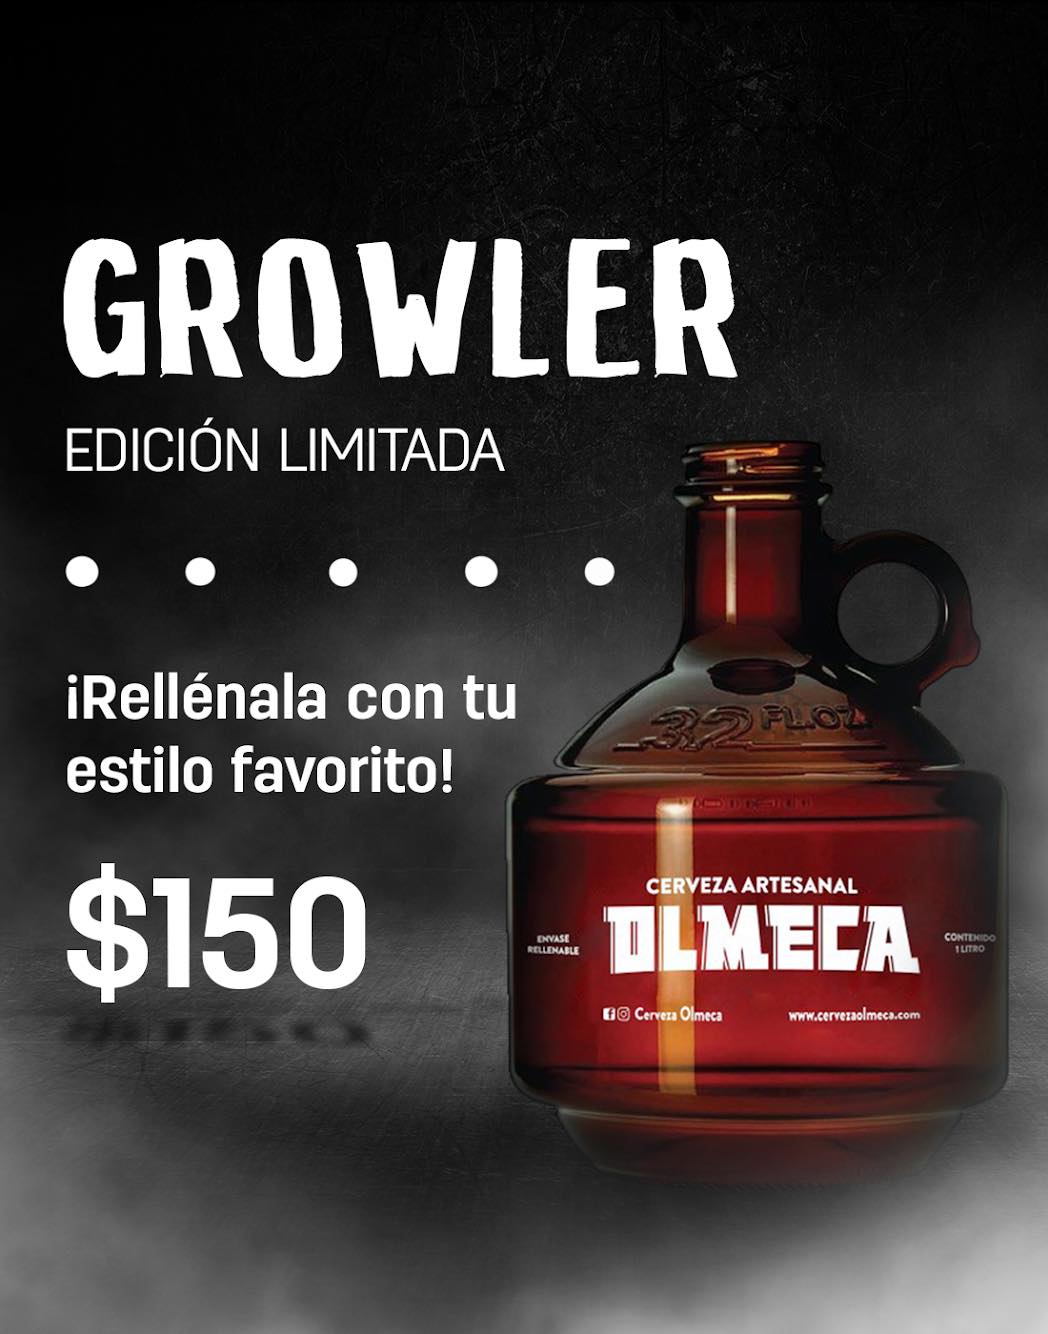 GROWLER
EDICIÓN LIMITADA
¡Rellénala con tu
estilo favorito!
$150
32 FL.OZ.
CERVEZA ARTESANAL
OLMECA
ENVASE
RELLENABLE
CONTENIDO
1 LITRO
Cerveza Olmeca
www.cervezaolmeca.com